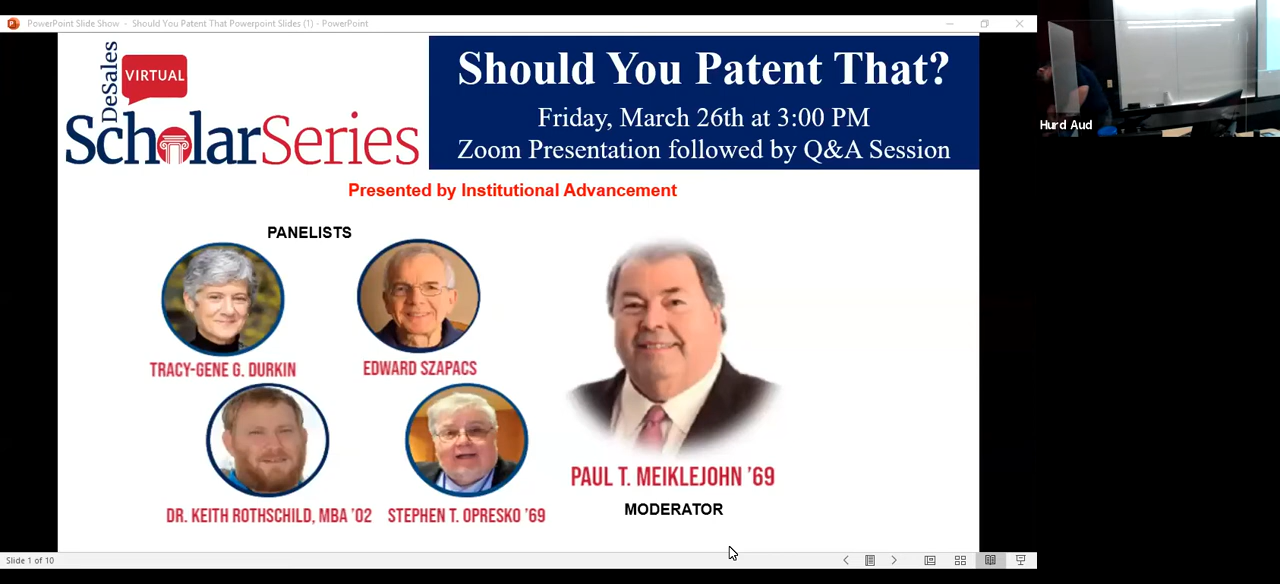 PowerPoint Slide Show - Should You Patent That Powerpoint Slides (1) - PowerPoint
DeSales
VIRTUAL
ScholarSeries
Should You Patent That?
Friday, March 26th at 3:00 PM
Zoom Presentation followed by Q&A Session
Presented by Institutional Advancement
PANELISTS
TRACY-GENE G. DURKIN
EDWARD SZAPACS
DR. KEITH ROTHSCHILD, MBA '02
STEPHEN T. OPRESKO '69
PAUL T. MEIKLEJOHN '69
MODERATOR
Slide 1 of 10
Hurd Aud